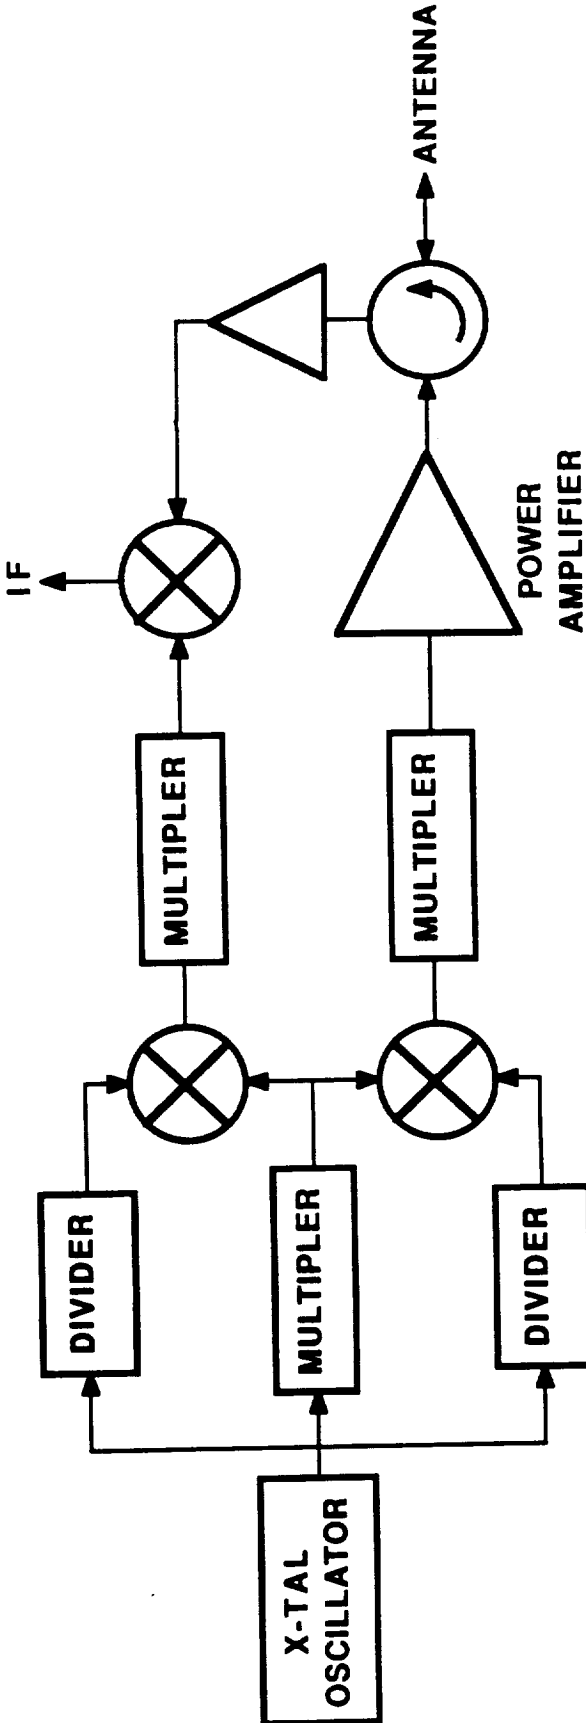 X-TAL
OSCILLATOR
DIVIDER
MULTIPLER
DIVIDER
MULTIPLER
MULTIPLER
IF
POWER
AMPLIFIER
ANTENNA